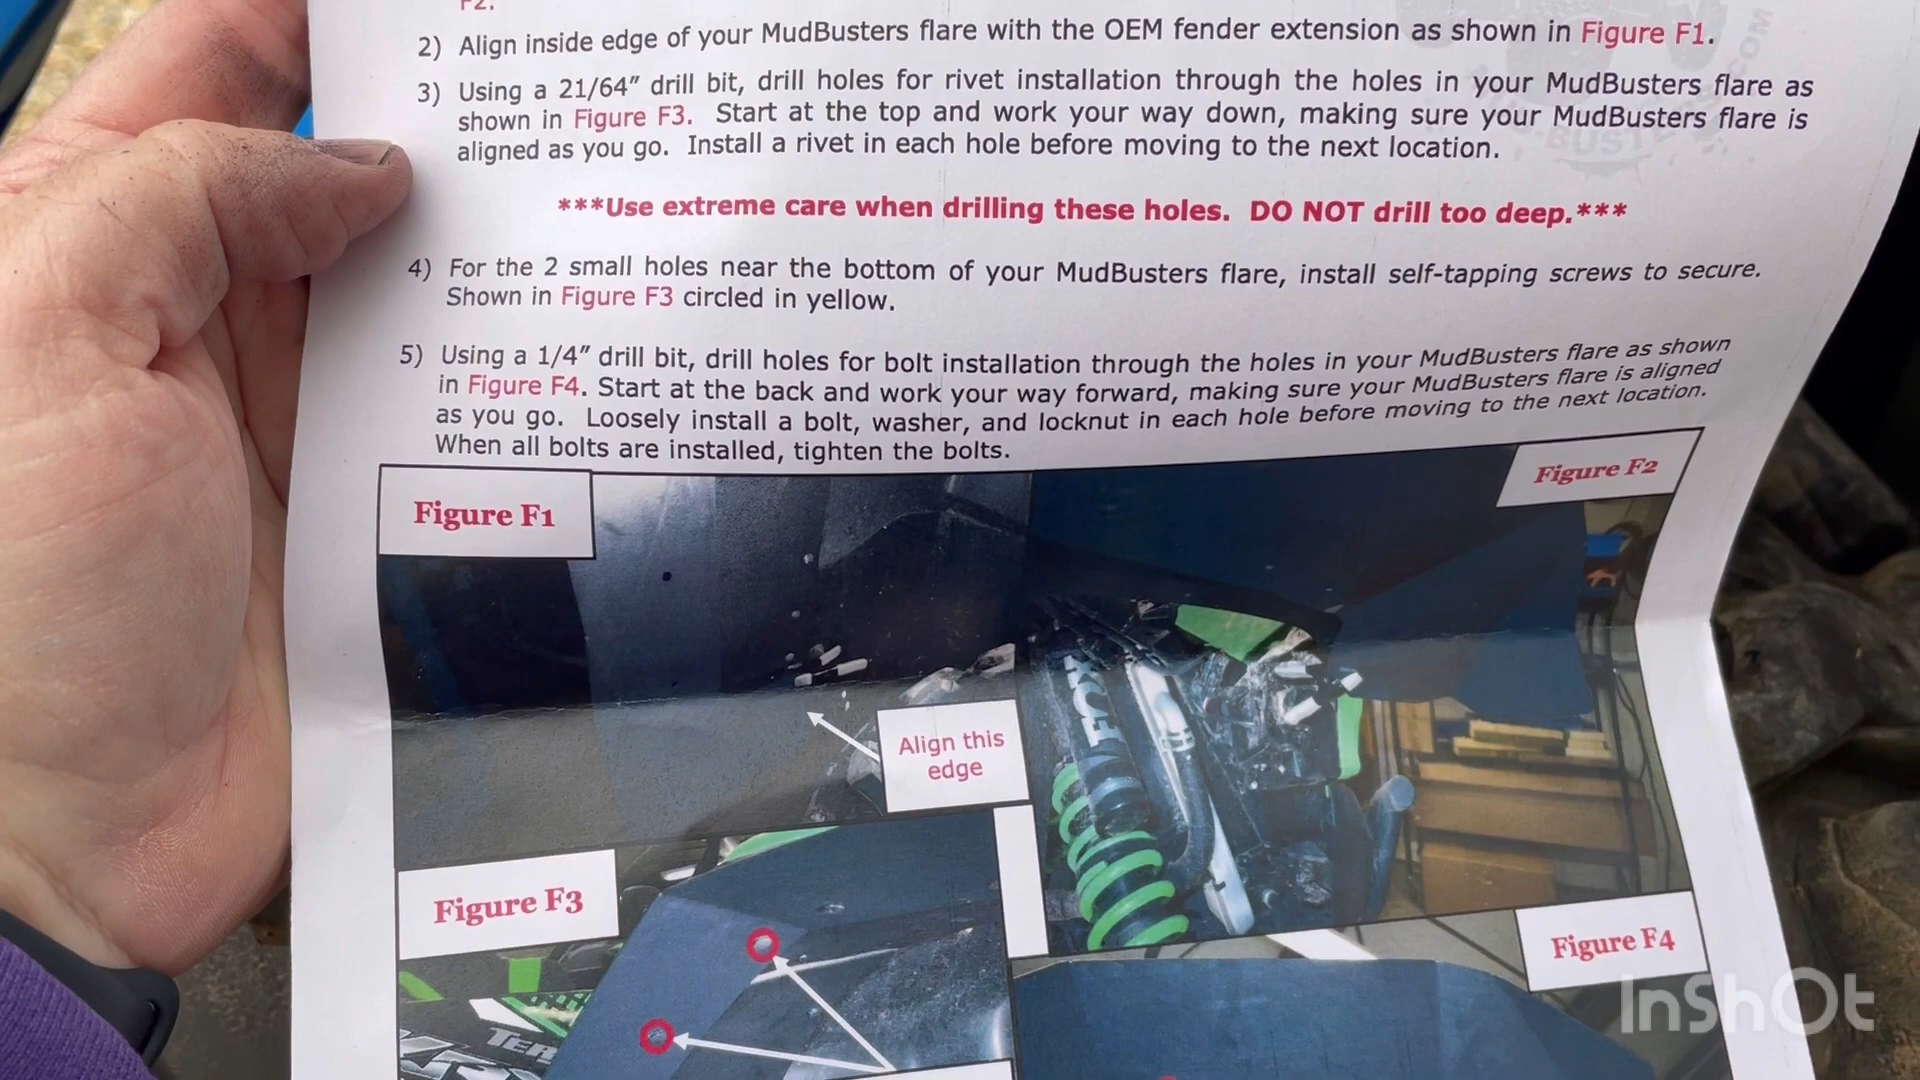 F2.
2) Align inside edge of your MudBusters flare with the OEM fender extension as shown in Figure F1.
3) Using a 21/64" drill bit, drill holes for rivet installation through the holes in your MudBusters flare as
shown in Figure F3. Start at the top and work your way down, making sure your MudBusters flare is
aligned as you go. Install a rivet in each hole before moving to the next location.
***Use extreme care when drilling these holes. DO NOT drill too deep.***
4) For the 2 small holes near the bottom of your MudBusters flare, install self-tapping screws to secure.
Shown in Figure F3 circled in yellow.
5) Using a 1/4" drill bit, drill holes for bolt installation through the holes in your MudBusters flare as shown
in Figure F4. Start at the back and work your way forward, making sure your MudBusters flare is aligned
as you go. Loosely install a bolt, washer, and locknut in each hole before moving to the next location.
When all bolts are installed, tighten the bolts.
Figure F1
Figure F2
Align this
edge
FOX
Figure F3
Figure F4
TER
InShOt